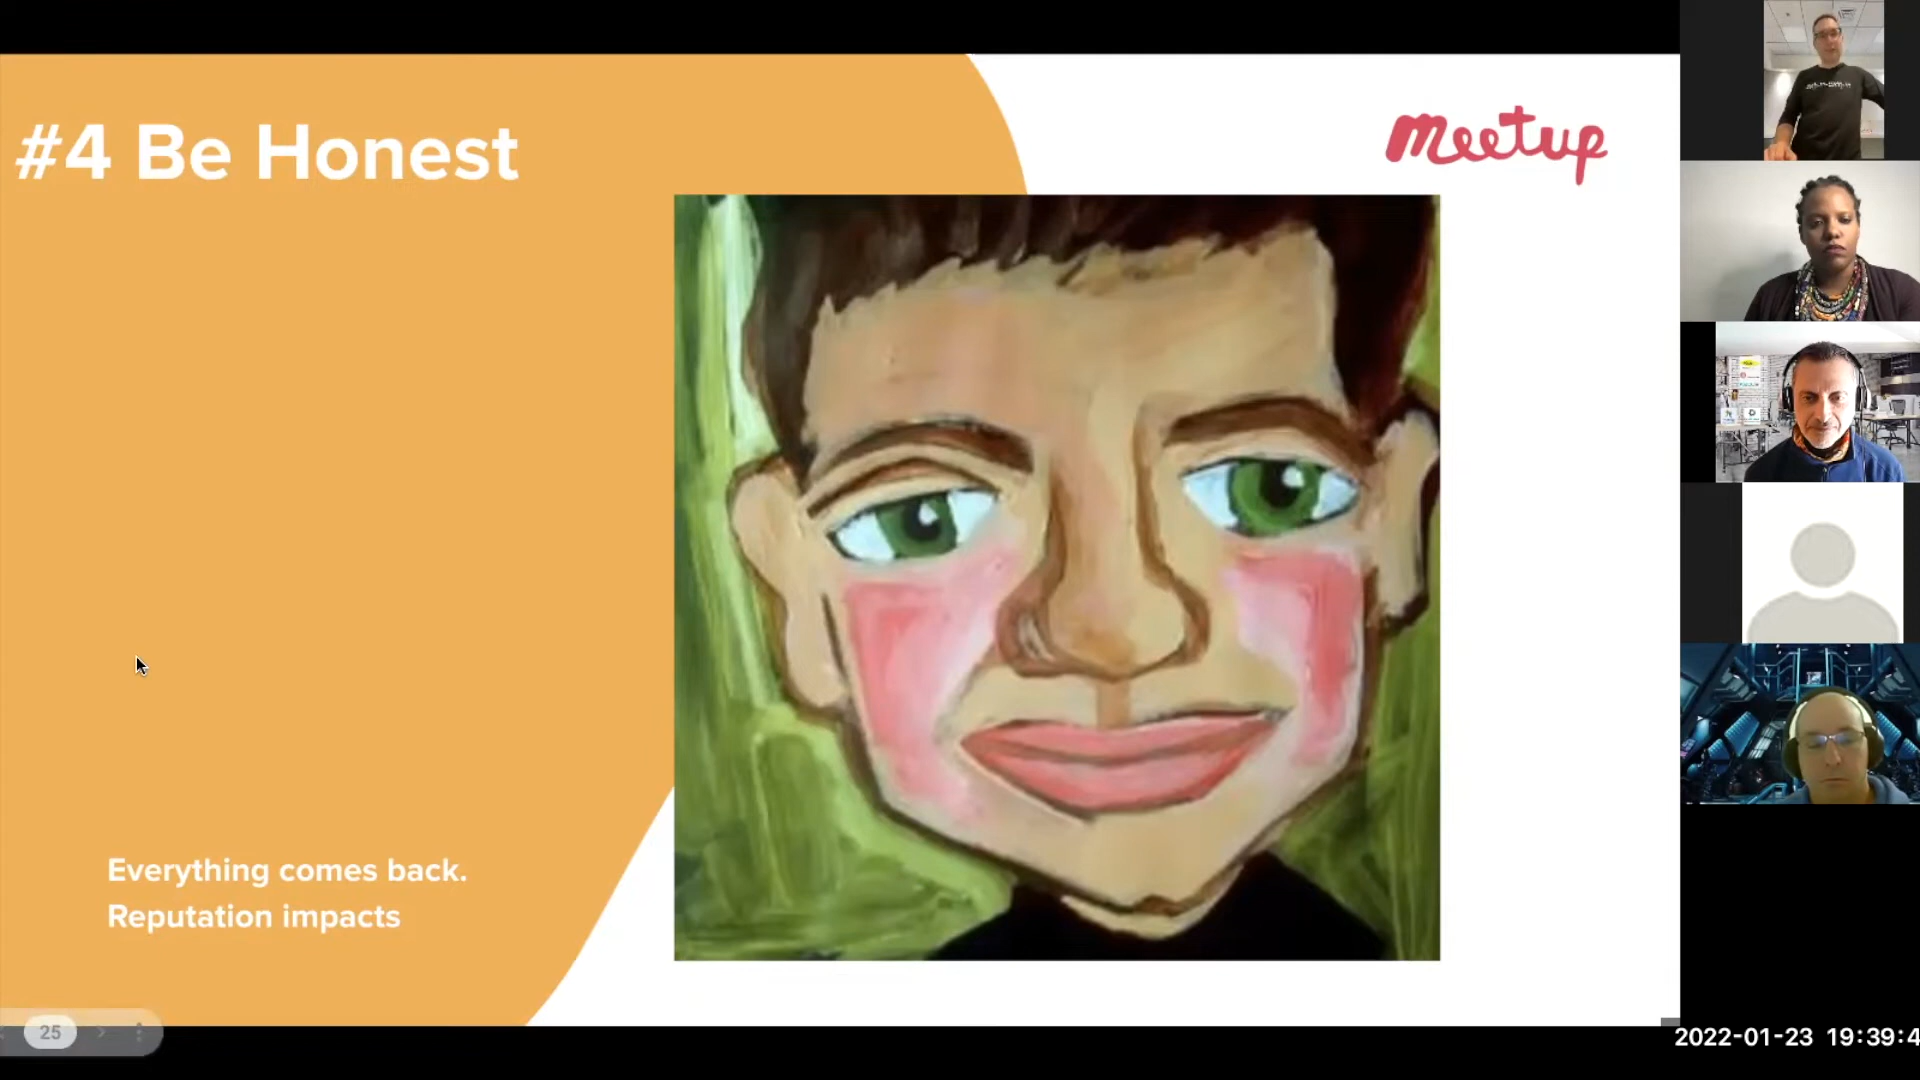 #4 Be Honest
meetup
Everything comes back.
Reputation impacts
25
2022-01-23 19:39:4